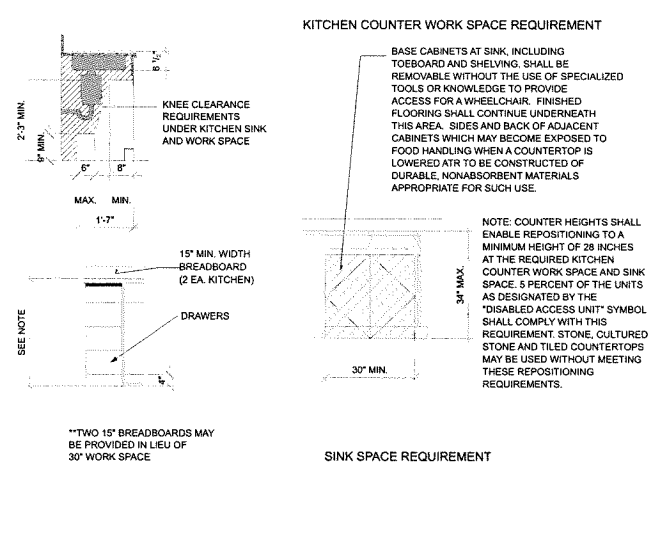 KITCHEN COUNTER WORK SPACE REQUIREMENT
6 1/2"
2'-3" MIN.
9" MIN.
KNEE CLEARANCE
REQUIREMENTS
UNDER KITCHEN SINK
AND WORK SPACE
6"
8"
MAX.
MIN.
1'-7"
BASE CABINETS AT SINK, INCLUDING
TOEBOARD AND SHELVING, SHALL BE
REMOVABLE WITHOUT THE USE OF SPECIALIZED
TOOLS OR KNOWLEDGE TO PROVIDE
ACCESS FOR A WHEELCHAIR. FINISHED
FLOORING SHALL CONTINUE UNDERNEATH
THIS AREA. SIDES AND BACK OF ADJACENT
CABINETS WHICH MAY BECOME EXPOSED TO
FOOD HANDLING WHEN A COUNTERTOP IS
LOWERED ATR TO BE CONSTRUCTED OF
DURABLE, NONABSORBENT MATERIALS
APPROPRIATE FOR SUCH USE.
15" MIN. WIDTH
BREADBOARD
(2 EA. KITCHEN)
DRAWERS
SEE NOTE
4"
**TWO 15" BREADBOARDS MAY
BE PROVIDED IN LIEU OF
30" WORK SPACE
34" MAX.
30" MIN.
NOTE: COUNTER HEIGHTS SHALL
ENABLE REPOSITIONING TO A
MINIMUM HEIGHT OF 28 INCHES
AT THE REQUIRED KITCHEN
COUNTER WORK SPACE AND SINK
SPACE. 5 PERCENT OF THE UNITS
AS DESIGNATED BY THE
"DISABLED ACCESS UNIT" SYMBOL
SHALL COMPLY WITH THIS
REQUIREMENT. STONE, CULTURED
STONE AND TILED COUNTERTOPS
MAY BE USED WITHOUT MEETING
THESE REPOSITIONING
REQUIREMENTS.
SINK SPACE REQUIREMENT